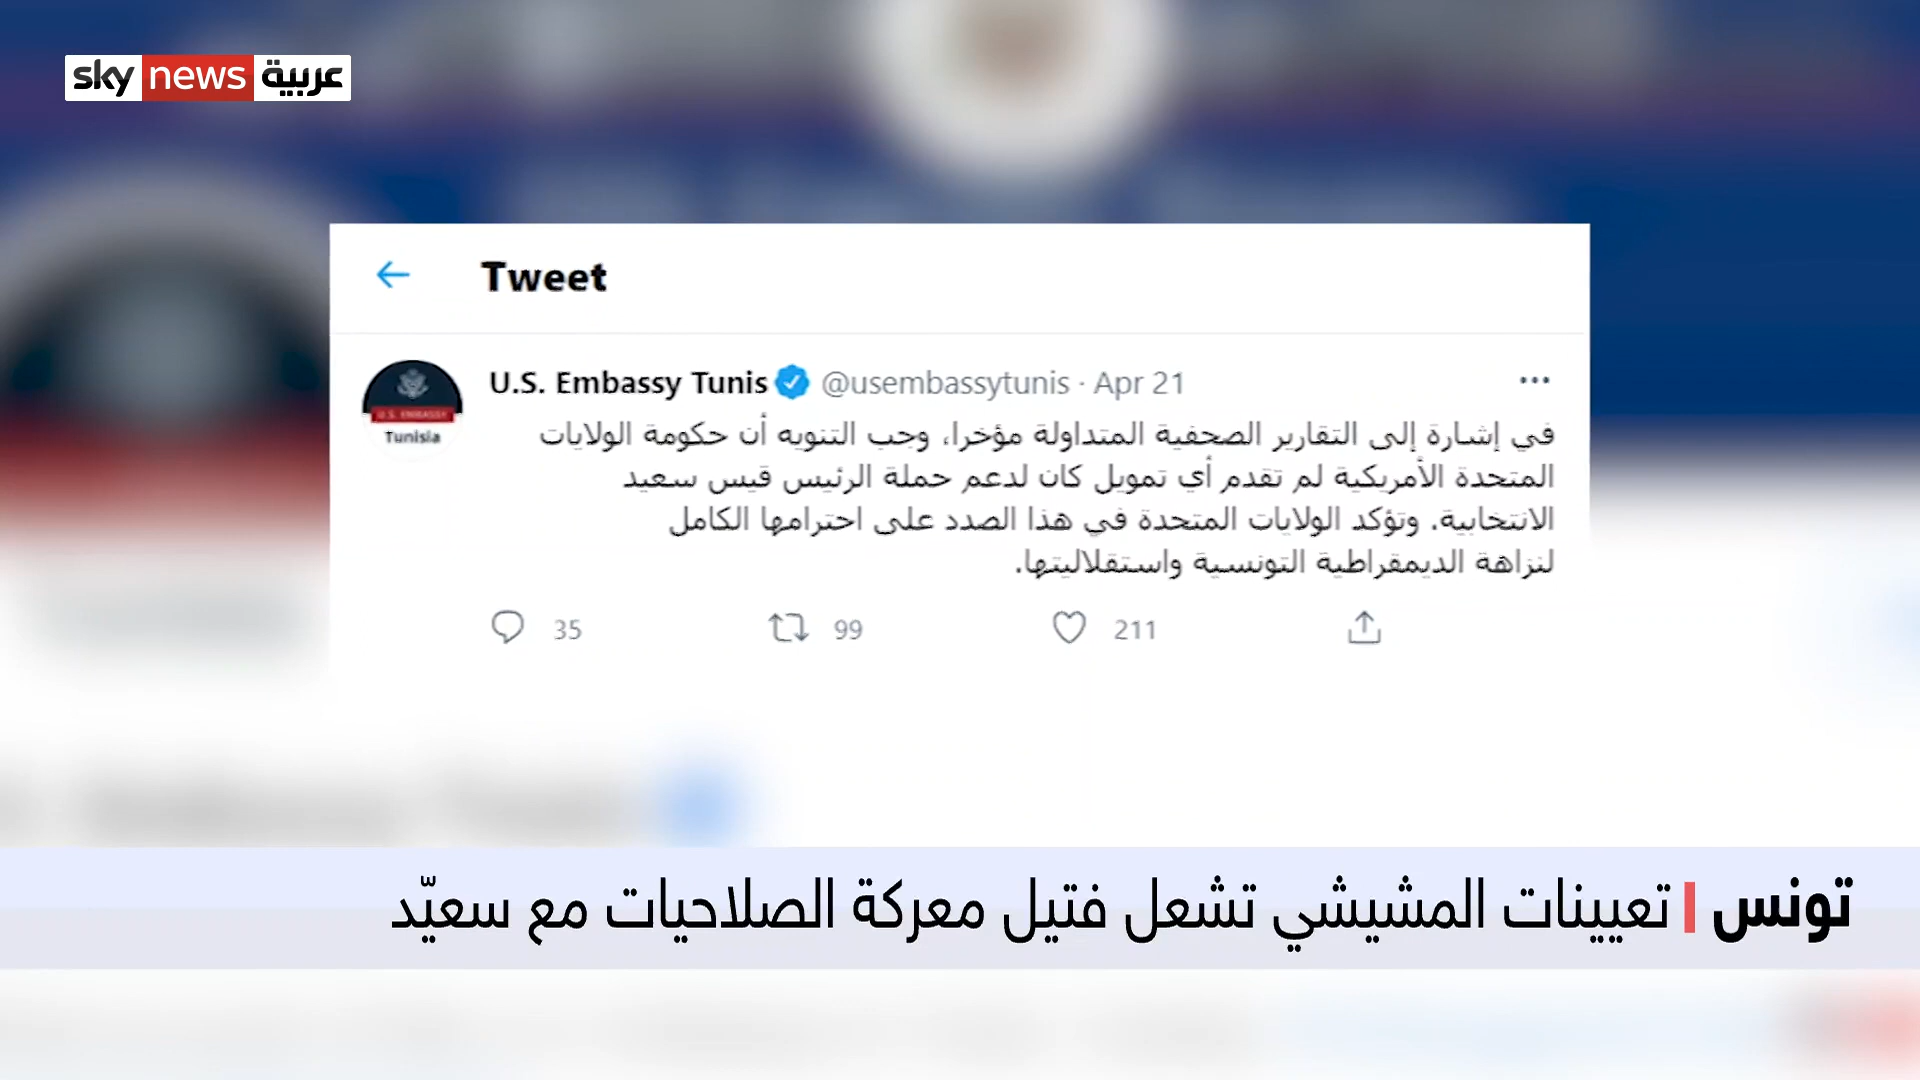 sky news عربية
Tweet
U.S. Embassy Tunis @usembassytunis · Apr 21
في إشارة إلى التقارير الصحفية المتداولة مؤخرا، وجب التنويه أن حكومة الولايات
المتحدة الأمريكية لم تقدم أي تمويل كان لدعم حملة الرئيس قيس سعيد
الانتخابية. وتؤكد الولايات المتحدة في هذا الصدد على احترامها الكامل
لنزاهة الديمقراطية التونسية واستقلاليتها.
U.S. EMBASSY
Tunisia
35 99 211
تونس | تعيينات المشيشي تشعل فتيل معركة الصلاحيات مع سعيّد